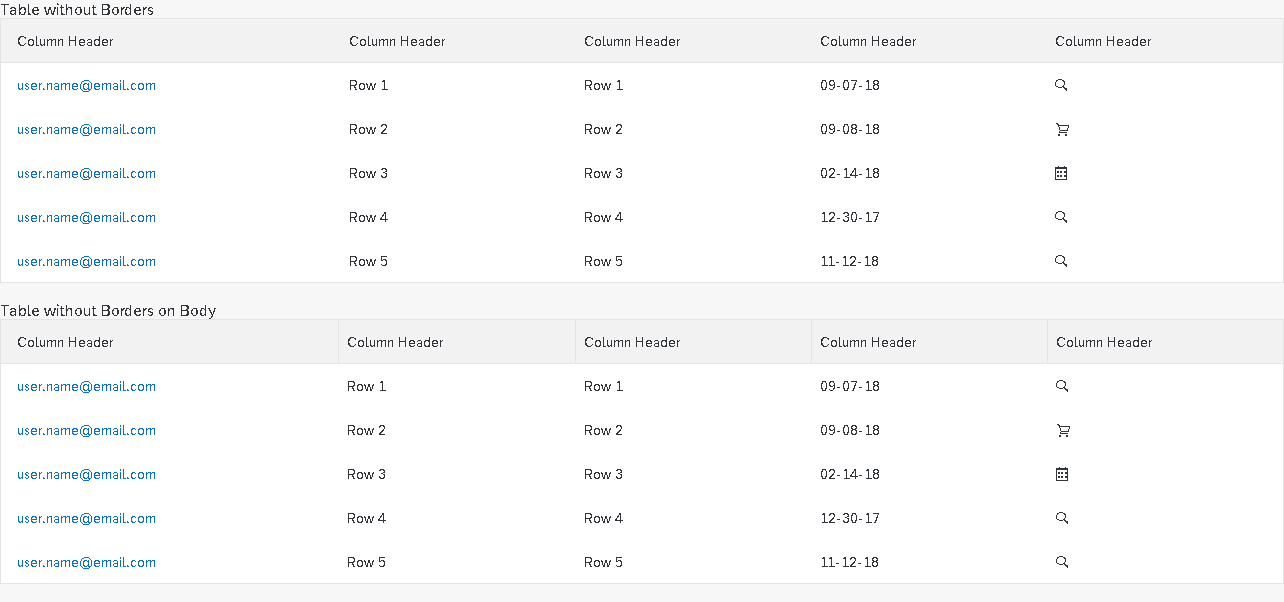 Table without Borders
Column Header Column Header Column Header Column Header Column Header
user.name@email.com Row 1 Row 1 09-07-18
user.name@email.com Row 2 Row 2 09-08-18
user.name@email.com Row 3 Row 3 02-14-18
user.name@email.com Row 4 Row 4 12-30-17
user.name@email.com Row 5 Row 5 11-12-18
Table without Borders on Body
Column Header Column Header Column Header Column Header Column Header
user.name@email.com Row 1 Row 1 09-07-18
user.name@email.com Row 2 Row 2 09-08-18
user.name@email.com Row 3 Row 3 02-14-18
user.name@email.com Row 4 Row 4 12-30-17
user.name@email.com Row 5 Row 5 11-12-18